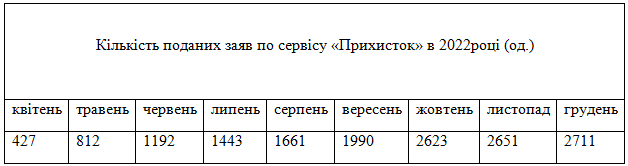 Кількість поданих заяв по сервісу «Прихисток» в 2022році (од.)
квітень травень червень липень серпень вересень жовтень листопад грудень
427 812 1192 1443 1661 1990 2623 2651 2711